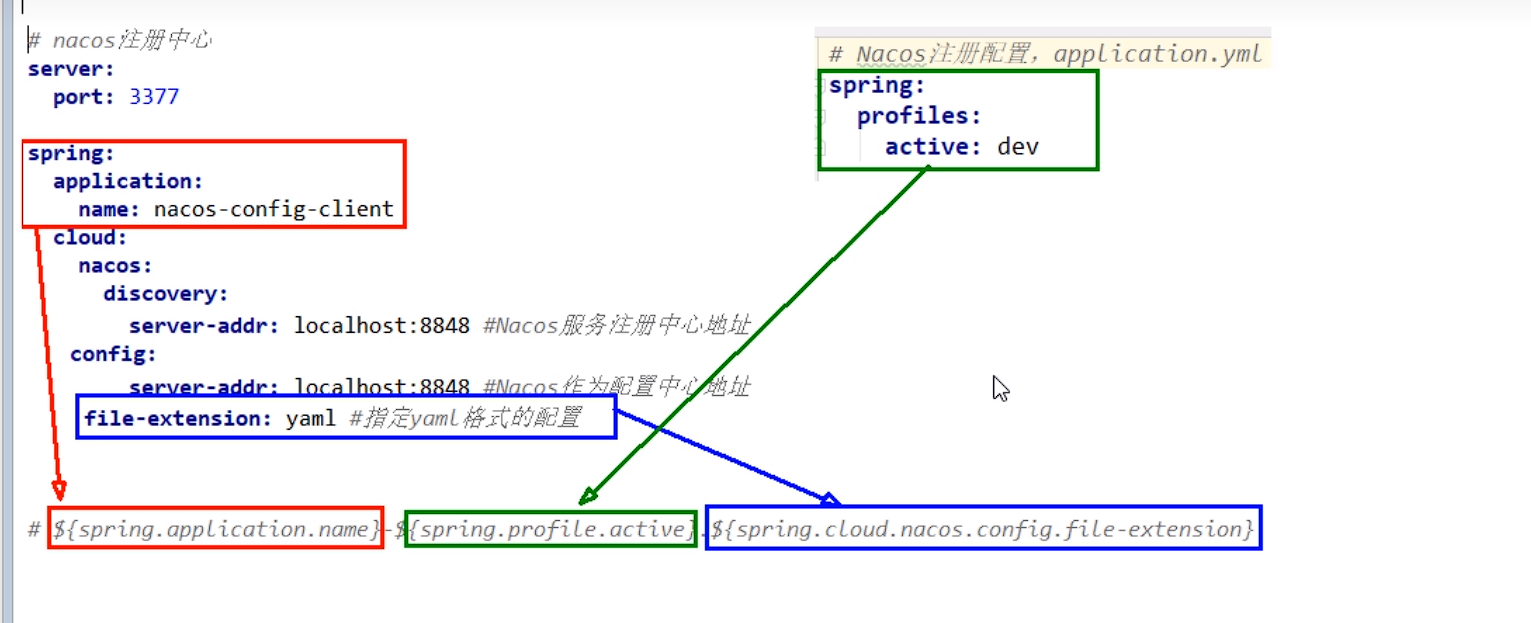 # nacos注册中心
server:
port: 3377
spring:
application:
name: nacos-config-client
cloud:
nacos:
discovery:
server-addr: localhost:8848 #Nacos服务注册中心地址
config:
server-addr: localhost:8848 #Nacos作为配置中心地址
file-extension: yaml #指定yaml格式的配置
# Nacos注册配置，application.yml
spring:
profiles:
active: dev
# ${spring.application.name}-${spring.profile.active}.${spring.cloud.nacos.config.file-extension}